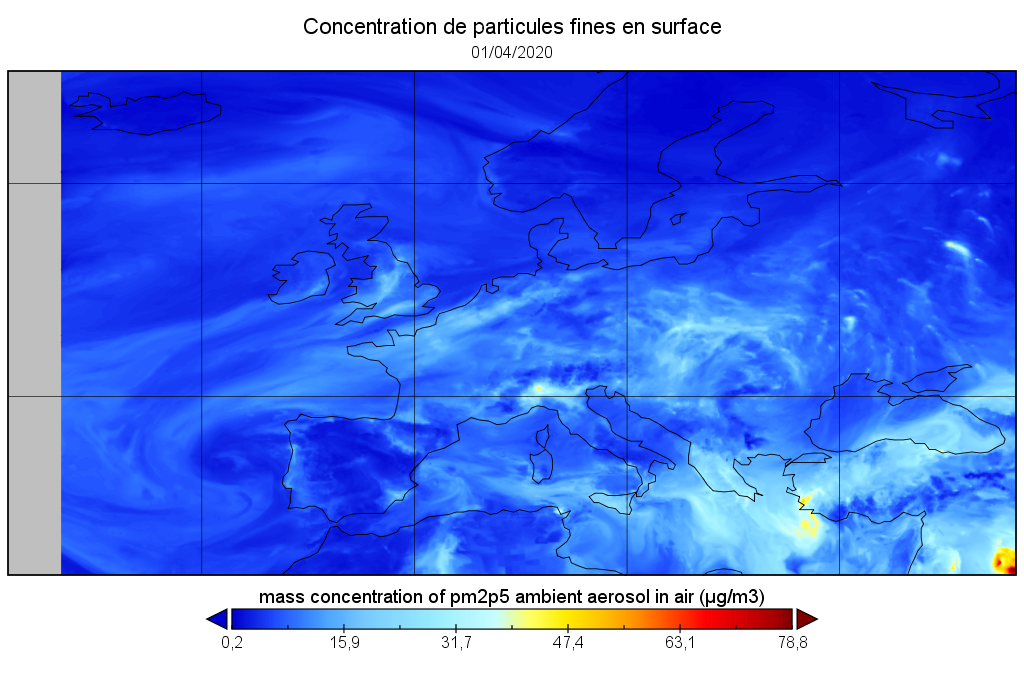 Concentration de particules fines en surface
01/04/2020
mass concentration of pm2p5 ambient aerosol in air (µg/m3)
0,2 15,9 31,7 47,4 63,1 78,8